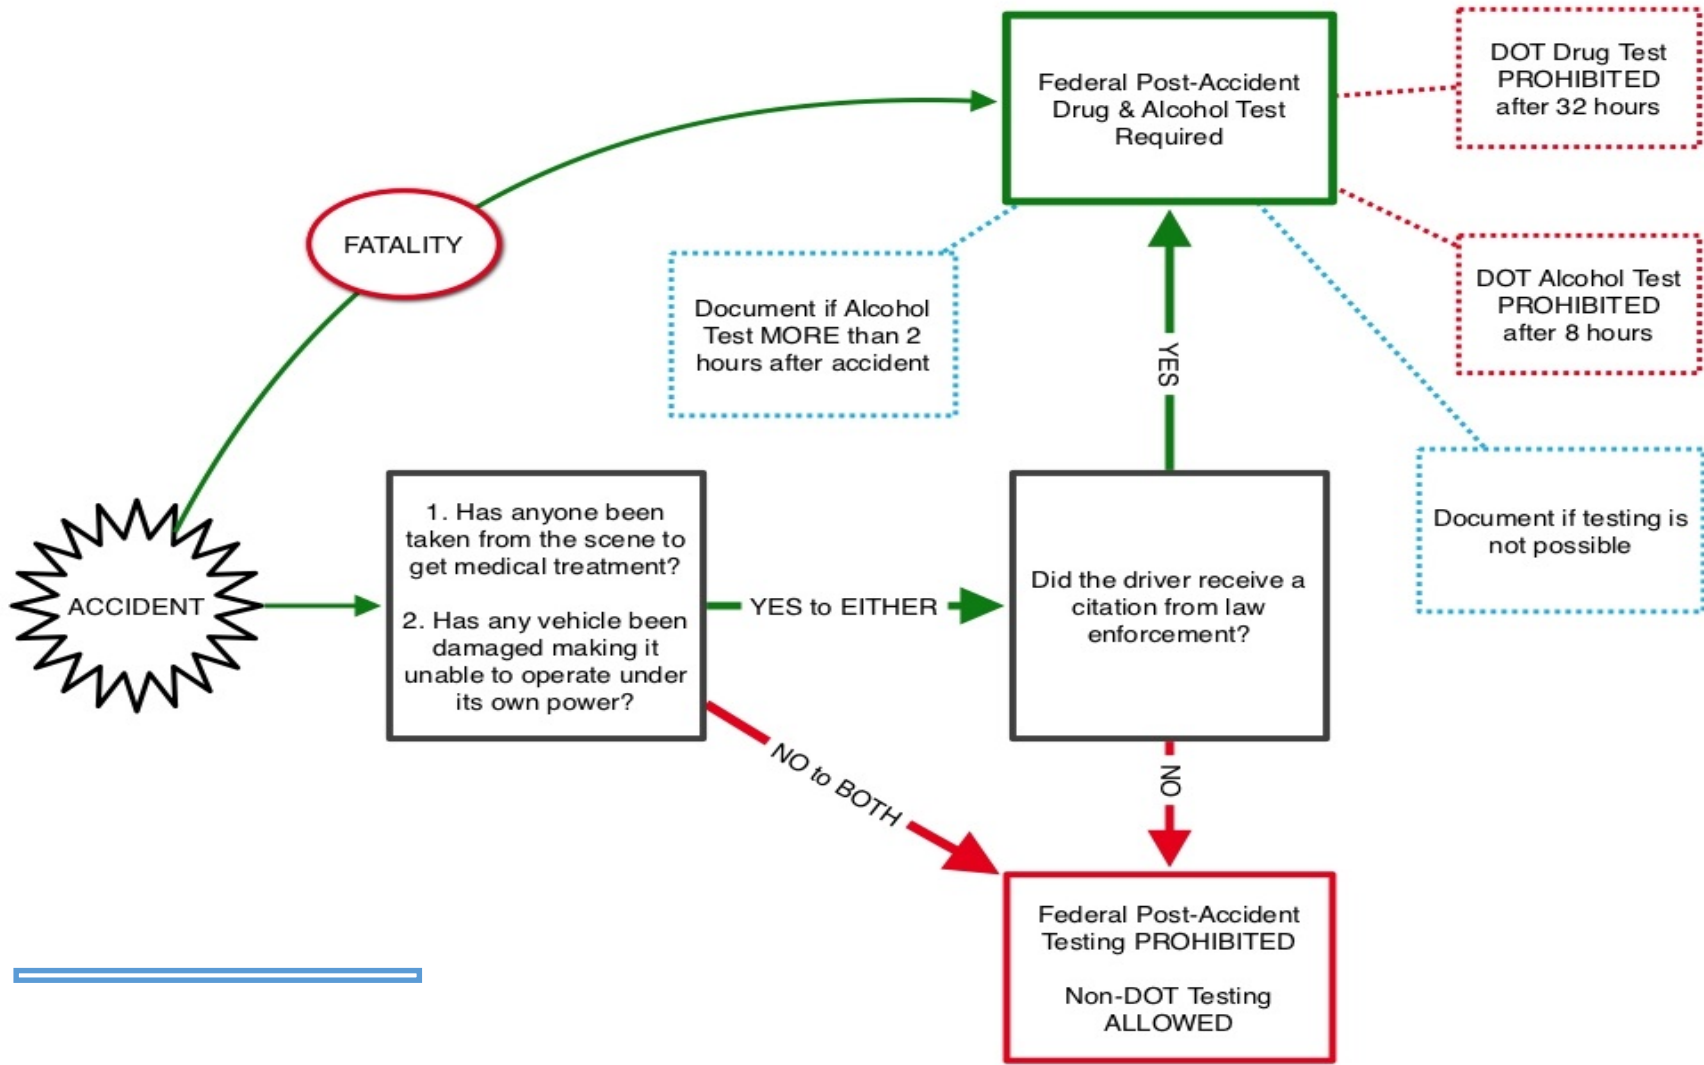 Federal Post-Accident
Drug & Alcohol Test
Required
DOT Drug Test
PROHIBITED
after 32 hours
FATALITY
Document if Alcohol
Test MORE than 2
hours after accident
DOT Alcohol Test
PROHIBITED
after 8 hours
YES
Document if testing is
not possible
ACCIDENT
1. Has anyone been
taken from the scene to
get medical treatment?
2. Has any vehicle been
damaged making it
unable to operate under
its own power?
YES to EITHER
Did the driver receive a
citation from law
enforcement?
NO to BOTH
NO
Federal Post-Accident
Testing PROHIBITED
Non-DOT Testing
ALLOWED